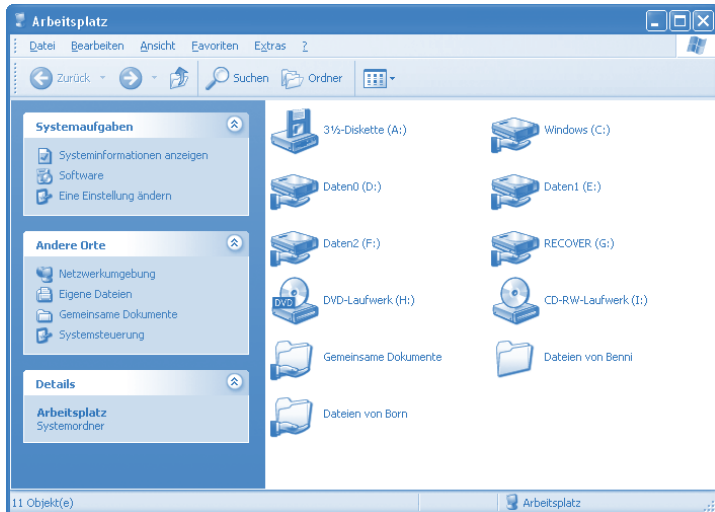 Arbeitsplatz
Datei Bearbeiten Ansicht Favoriten Extras ?
Zurück Suchen Ordner
Systemaufgaben
Systeminformationen anzeigen
Software
Eine Einstellung ändern
Andere Orte
Netzwerkumgebung
Eigene Dateien
Gemeinsame Dokumente
Systemsteuerung
Details
Arbeitsplatz
Systemordner
3½-Diskette (A:)
Windows (C:)
Daten0 (D:)
Daten1 (E:)
Daten2 (F:)
RECOVER (G:)
DVD
DVD-Laufwerk (H:)
CD-RW-Laufwerk (I:)
Gemeinsame Dokumente
Dateien von Benni
Dateien von Born
11 Objekt(e)
Arbeitsplatz